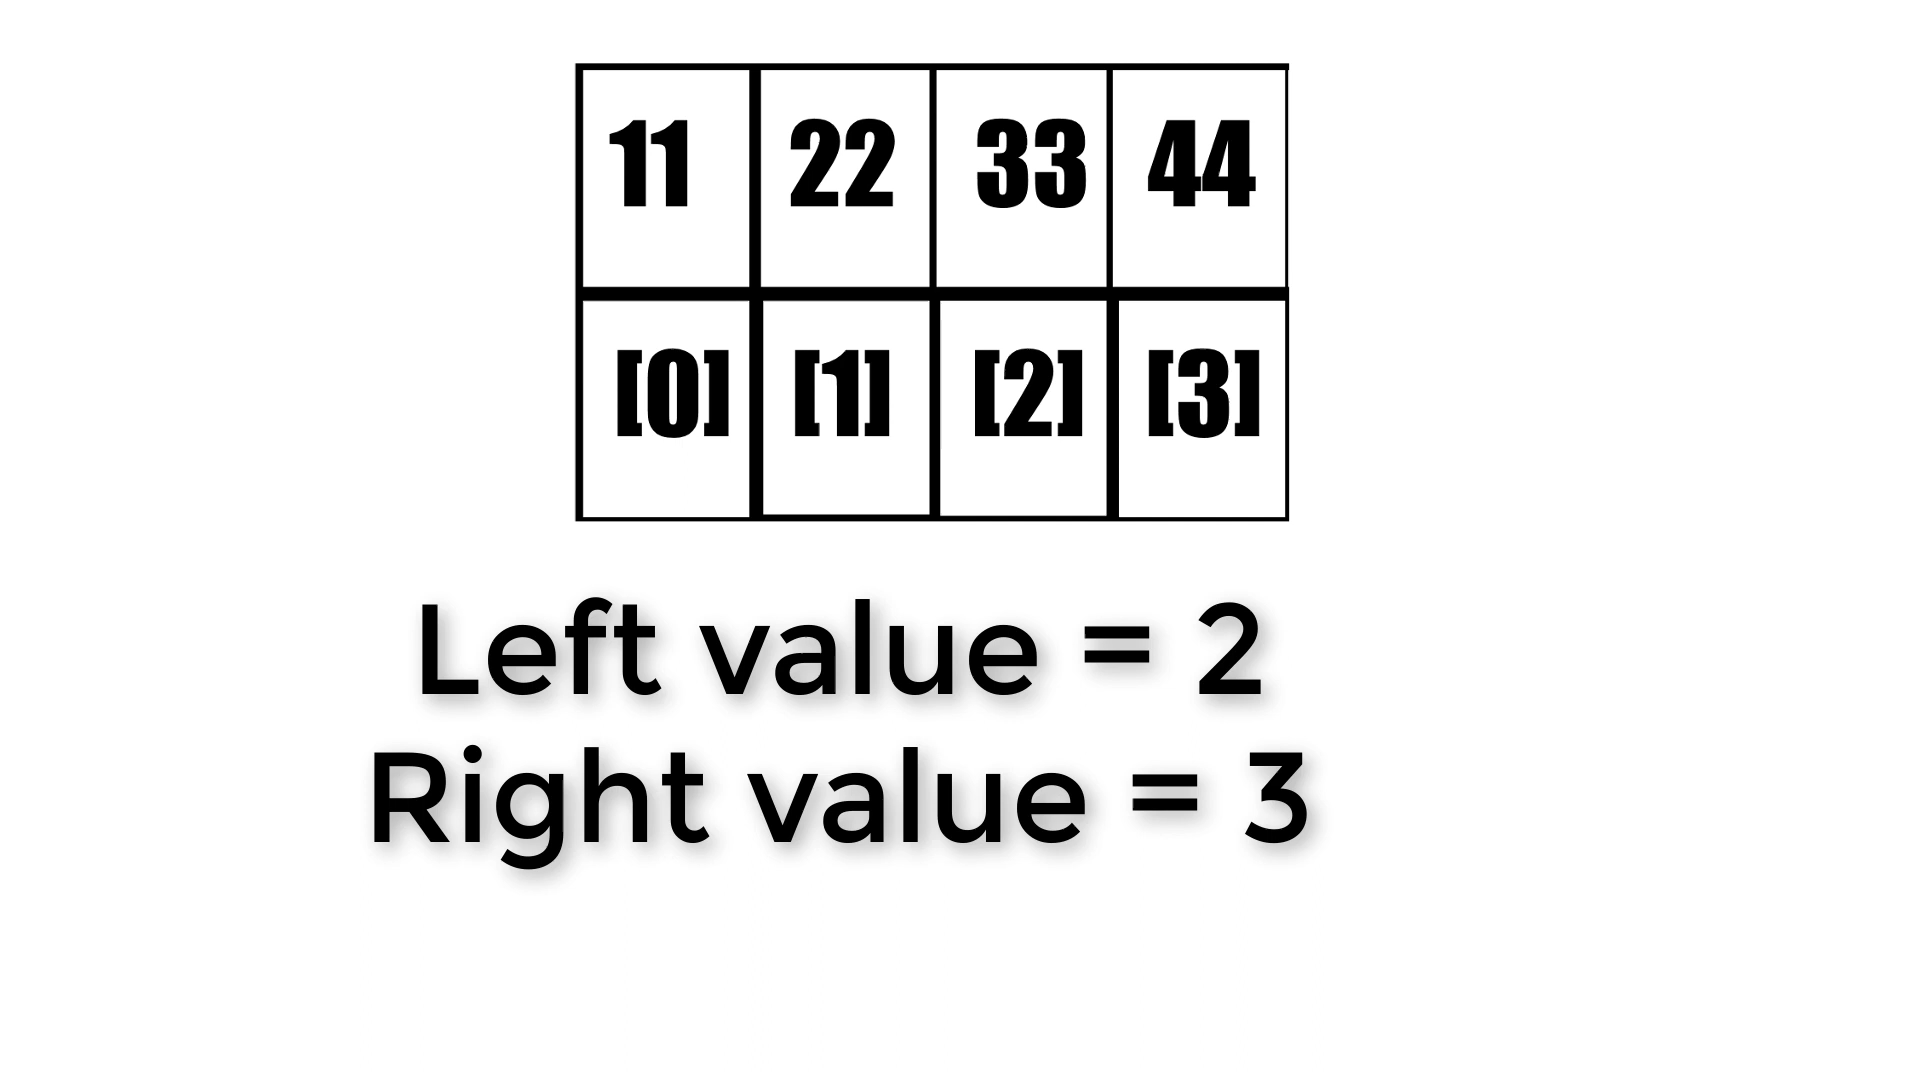 11 22 33 44
[0] [1] [2] [3]
Left value = 2
Right value = 3